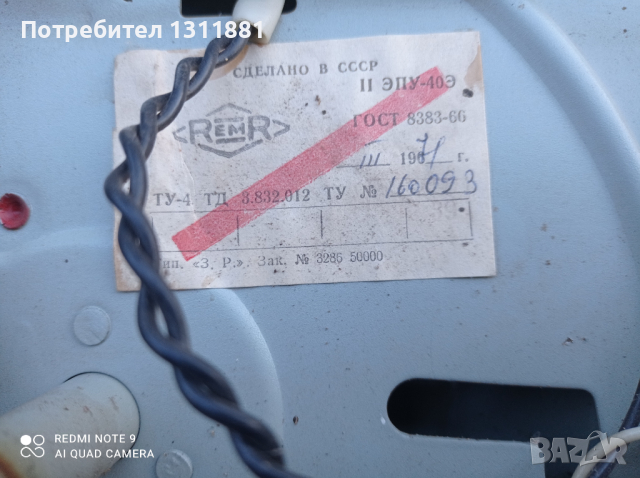 Потребител 1311881
СДЕЛАНО В СССР
II ЭПУ-40Э
ГОСТ 8383-66
REMR
III 1971 г.
ТУ-4 ТД 3.832.012 ТУ № 160093
Тип. «З. Р.». Зак. № 3286 50000
REDMI NOTE 9
AI QUAD CAMERA
bazar